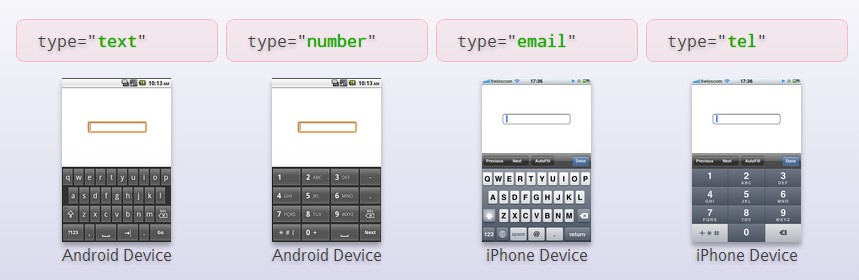 type="text"
type="number"
type="email"
type="tel"
10:13 AM
q w e r t y u i o p
a s d f g h j k l
z x c v b n m DEL
?123 , . Go
Android Device
10:13 AM
1 2 ABC 3 DEF -
4 GHI 5 JKL 6 MNO .
7 PQRS 8 TUV 9 WXYZ DEL
* # ( 0 + Next
Android Device
Swisscom 17:36
Previous Next AutoFill Done
Q W E R T Y U I O P
A S D F G H J K L
Z X C V B N M
123 space @ . return
iPhone Device
Swisscom 17:36
Previous Next AutoFill Done
1 2 ABC 3 DEF
4 GHI 5 JKL 6 MNO
7 PQRS 8 TUV 9 WXYZ
+ * # 0
iPhone Device